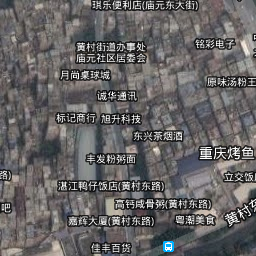 琪乐便利店(庙元东大街)
铭彩电子
黄村街道办事处
庙元社区居委会
月尚桌球城
原味汤粉王
诚华通讯
标记商行
旭升科技
东兴茶烟酒
重庆烤鱼
丰发粉粥面
路)
立交饭店
湛江鸭仔饭店(黄村东路)
高钙咸骨粥(黄村东路)
吧
嘉辉大厦(黄村东路)
粤潮美食
黄村东
佳丰百货